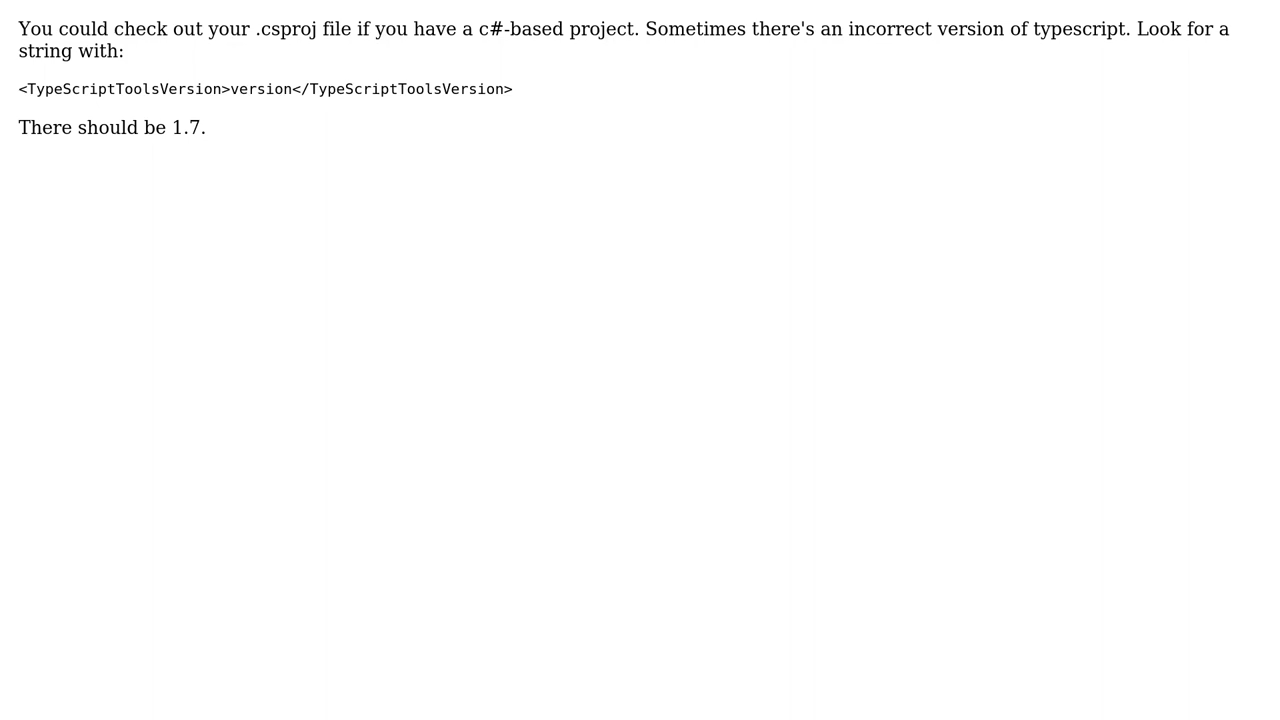 You could check out your .csproj file if you have a c#-based project. Sometimes there's an incorrect version of typescript. Look for a
string with:
<TypeScriptToolsVersion>version</TypeScriptToolsVersion>
There should be 1.7.